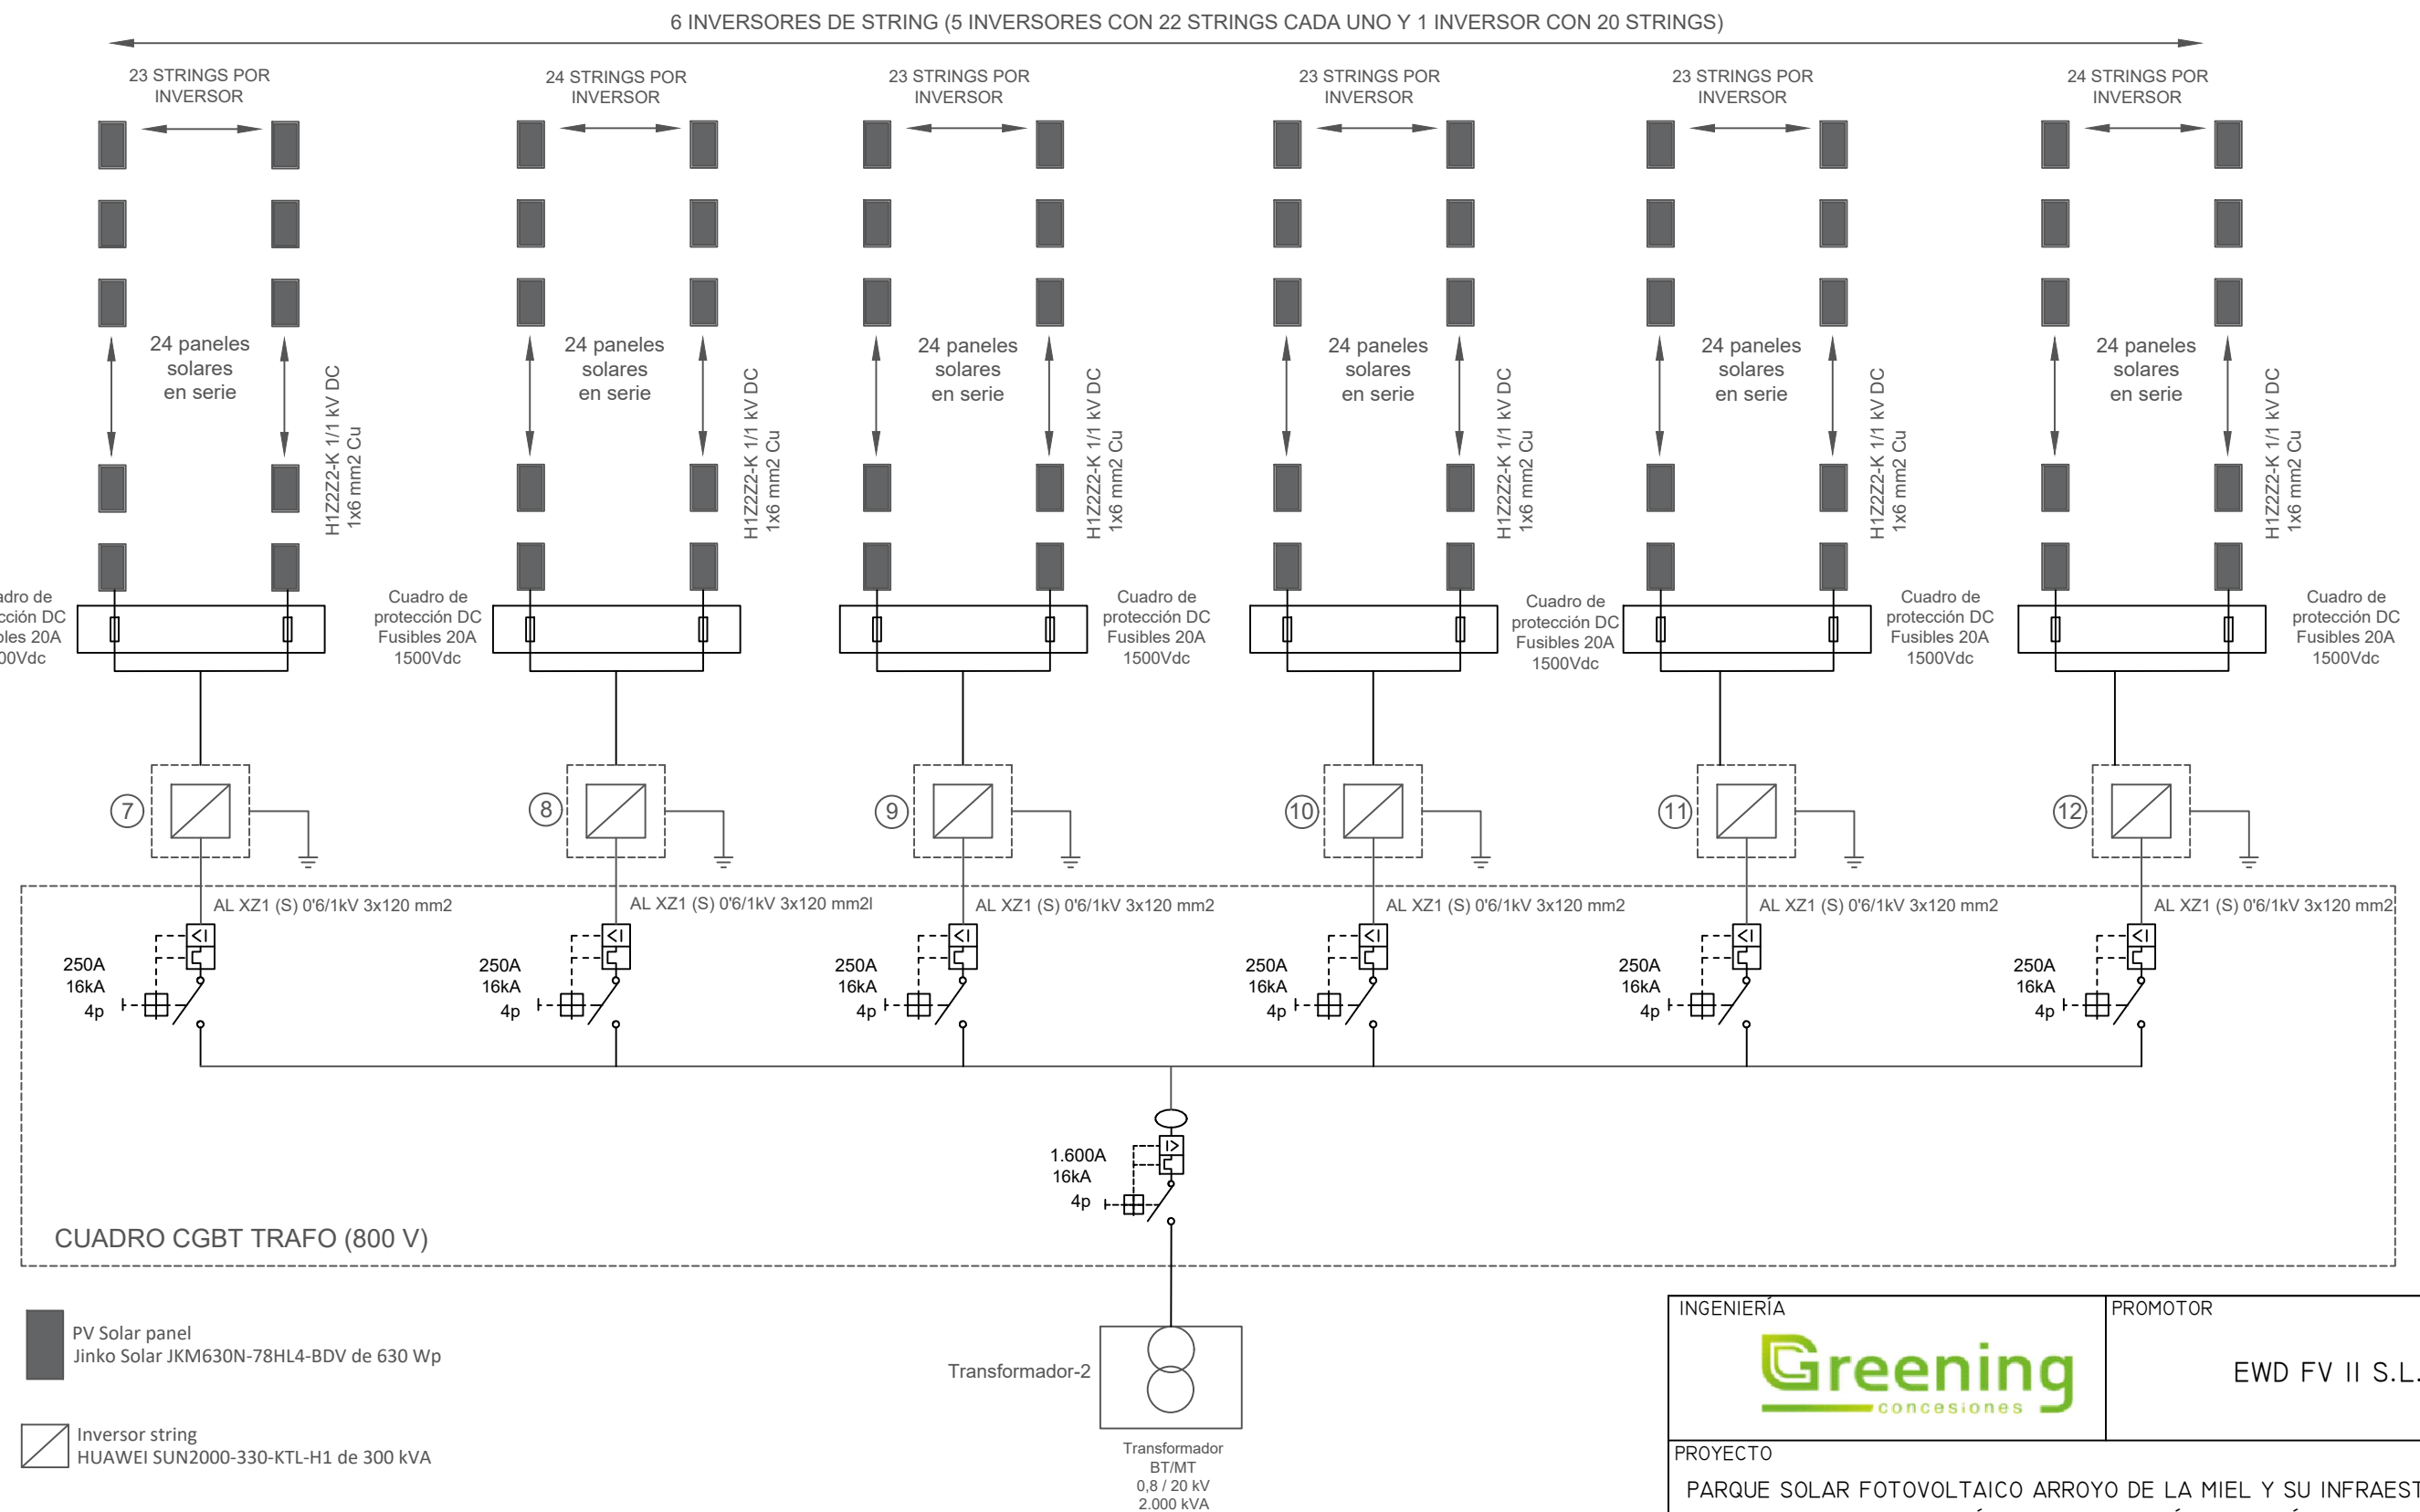 6 INVERSORES DE STRING (5 INVERSORES CON 22 STRINGS CADA UNO Y 1 INVERSOR CON 20 STRINGS)
23 STRINGS POR
INVERSOR
24 STRINGS POR
INVERSOR
23 STRINGS POR
INVERSOR
23 STRINGS POR
INVERSOR
23 STRINGS POR
INVERSOR
24 STRINGS POR
INVERSOR
24 paneles
solares
en serie
H1Z2Z2-K 1/1 kV DC
1x6 mm2 Cu
24 paneles
solares
en serie
H1Z2Z2-K 1/1 kV DC
1x6 mm2 Cu
24 paneles
solares
en serie
H1Z2Z2-K 1/1 kV DC
1x6 mm2 Cu
24 paneles
solares
en serie
H1Z2Z2-K 1/1 kV DC
1x6 mm2 Cu
24 paneles
solares
en serie
H1Z2Z2-K 1/1 kV DC
1x6 mm2 Cu
24 paneles
solares
en serie
H1Z2Z2-K 1/1 kV DC
1x6 mm2 Cu
adro de
cción DC
bles 20A
00Vdc
Cuadro de
protección DC
Fusibles 20A
1500Vdc
Cuadro de
protección DC
Fusibles 20A
1500Vdc
Cuadro de
protección DC
Fusibles 20A
1500Vdc
Cuadro de
protección DC
Fusibles 20A
1500Vdc
Cuadro de
protección DC
Fusibles 20A
1500Vdc
7
8
9
10
11
12
AL XZ1 (S) 0'6/1kV 3x120 mm2
AL XZ1 (S) 0'6/1kV 3x120 mm2l
AL XZ1 (S) 0'6/1kV 3x120 mm2
AL XZ1 (S) 0'6/1kV 3x120 mm2
AL XZ1 (S) 0'6/1kV 3x120 mm2
AL XZ1 (S) 0'6/1kV 3x120 mm2
<I
<I
<I
<I
<I
<I
250A
16kA
4p
250A
16kA
4p
250A
16kA
4p
250A
16kA
4p
250A
16kA
4p
250A
16kA
4p
I>
1.600A
16kA
4p
CUADRO CGBT TRAFO (800 V)
PV Solar panel
Jinko Solar JKM630N-78HL4-BDV de 630 Wp
Inversor string
HUAWEI SUN2000-330-KTL-H1 de 300 kVA
Transformador-2
Transformador
BT/MT
0,8 / 20 kV
2.000 kVA
INGENIERÍA
Greening
concesiones
PROMOTOR
EWD FV II S.L.
PROYECTO
PARQUE SOLAR FOTOVOLTAICO ARROYO DE LA MIEL Y SU INFRAEST